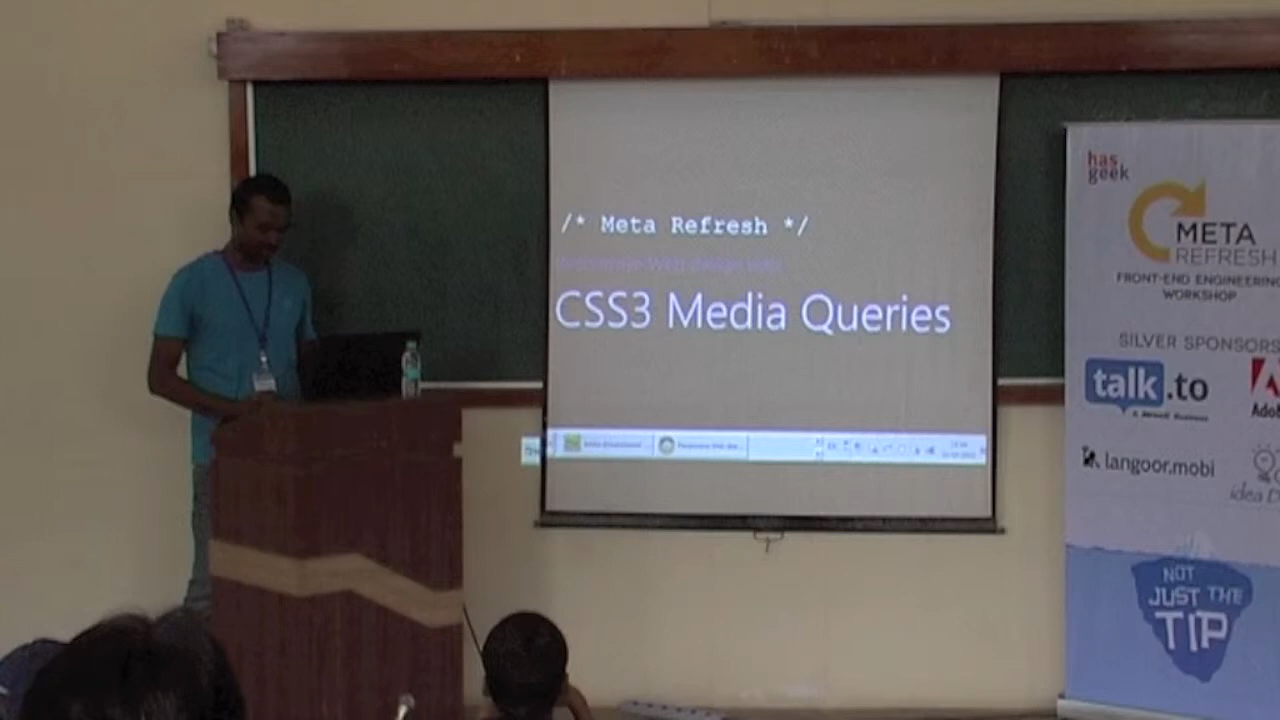 /* Meta Refresh */
CSS3 Media Queries
has
geek
META
REFRESH
FRONT-END ENGINEERING
WORKSHOP
SILVER SPONSORS
talk.to
langoor.mobi
idea
NOT
JUST THE
TIP